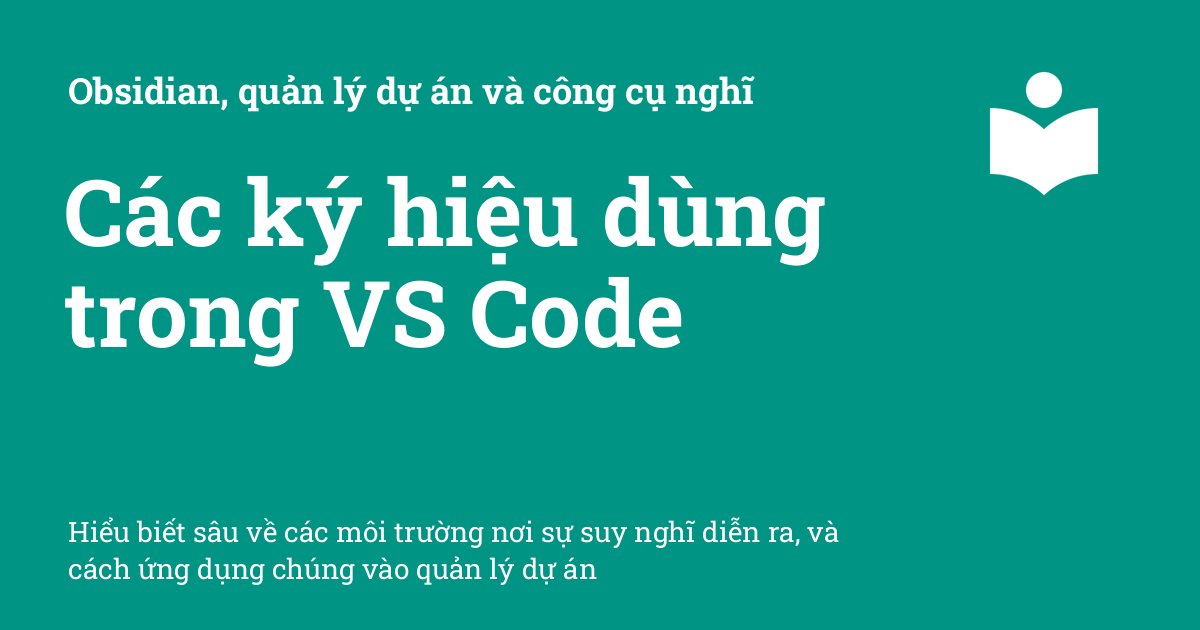 Obsidian, quản lý dự án và công cụ nghĩ
Các ký hiệu dùng
trong VS Code
Hiểu biết sâu về các môi trường nơi sự suy nghĩ diễn ra, và
cách ứng dụng chúng vào quản lý dự án